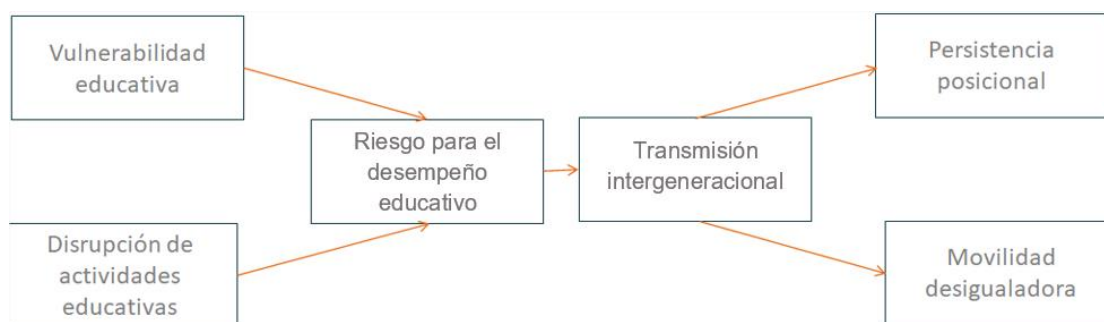 Vulnerabilidad
educativa
Disrupción de
actividades
educativas
Riesgo para el
desempeño
educativo
Transmisión
intergeneracional
Persistencia
posicional
Movilidad
desigualadora